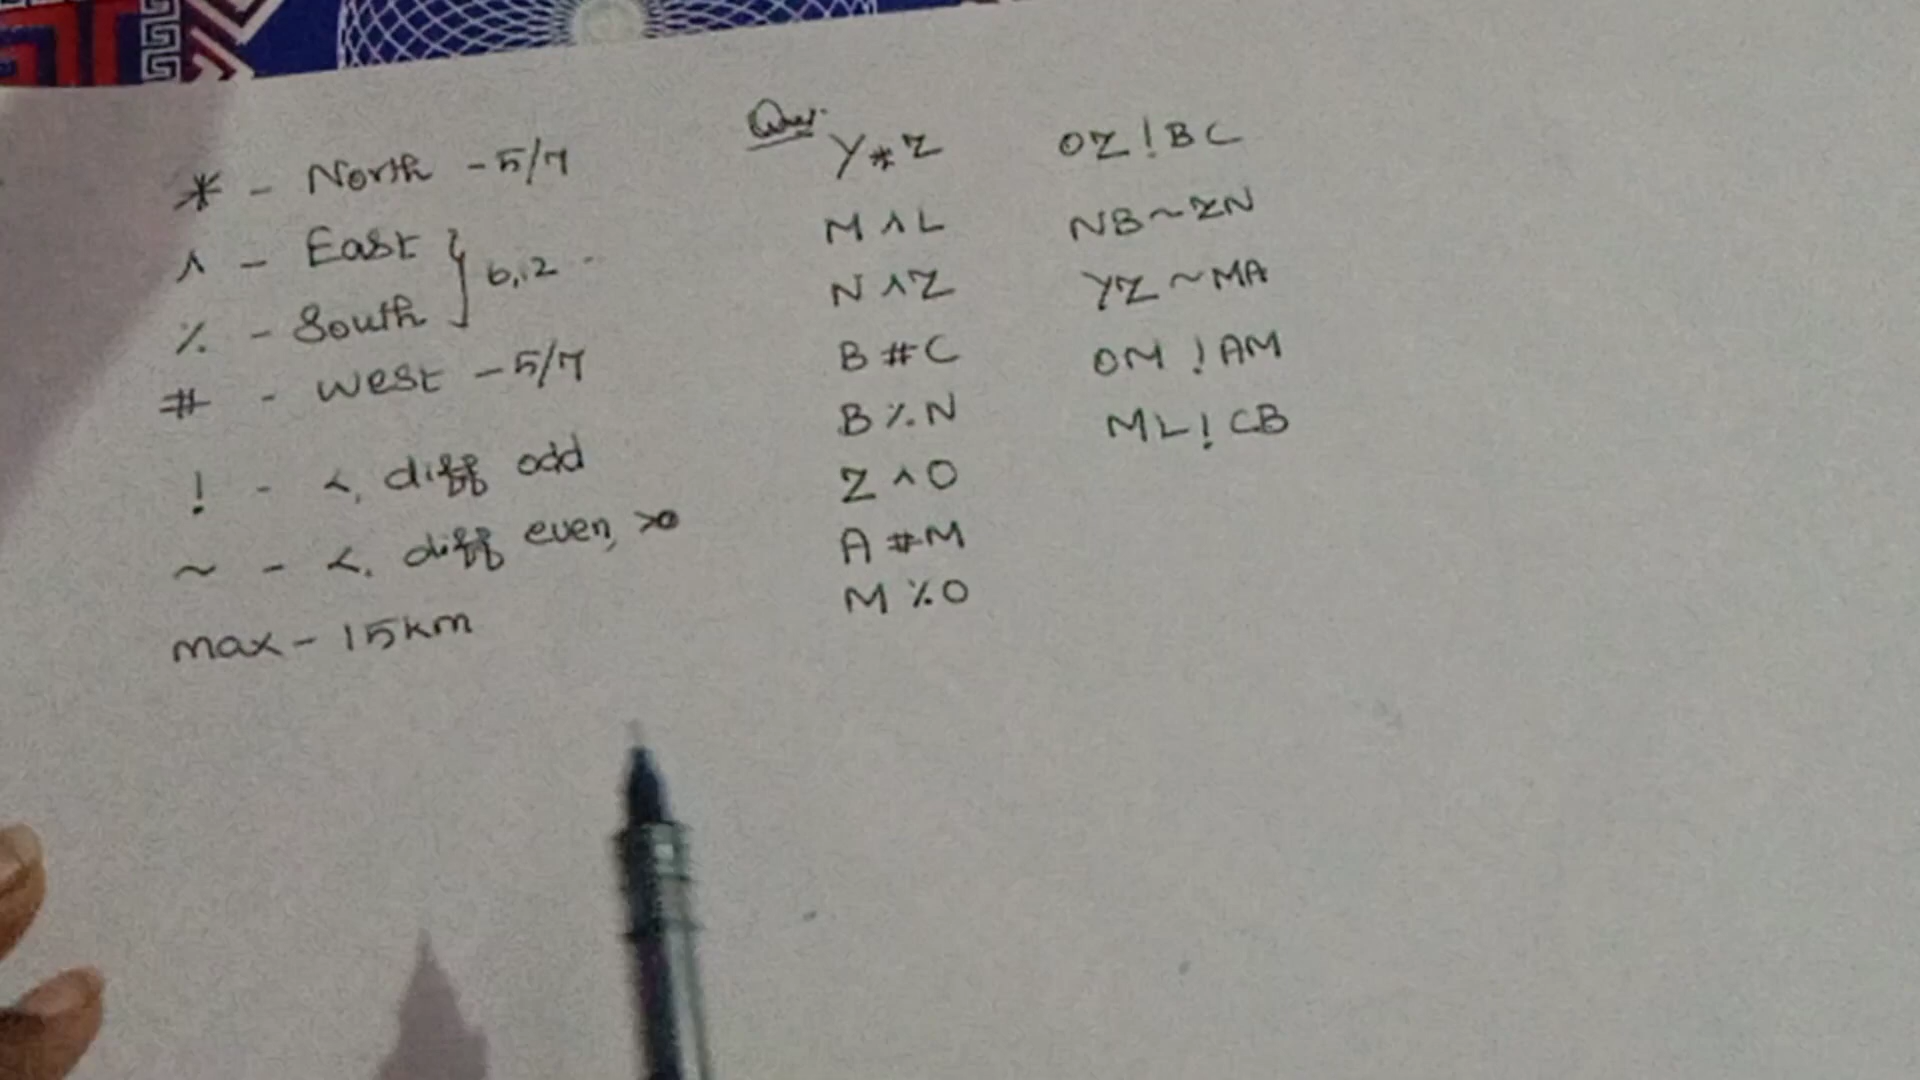 * - North - 5/7
^ - East } 6,12
% - South
# - West - 5/7
! - <, diff odd
~ - <, diff even, >0
max - 15km
Que:
Y * Z
M ^ L
N ^ Z
B # C
B % N
Z ^ O
A # M
M % O
OZ ! BC
NB ~ ZN
YZ ~ MA
OM ! AM
ML ! CB